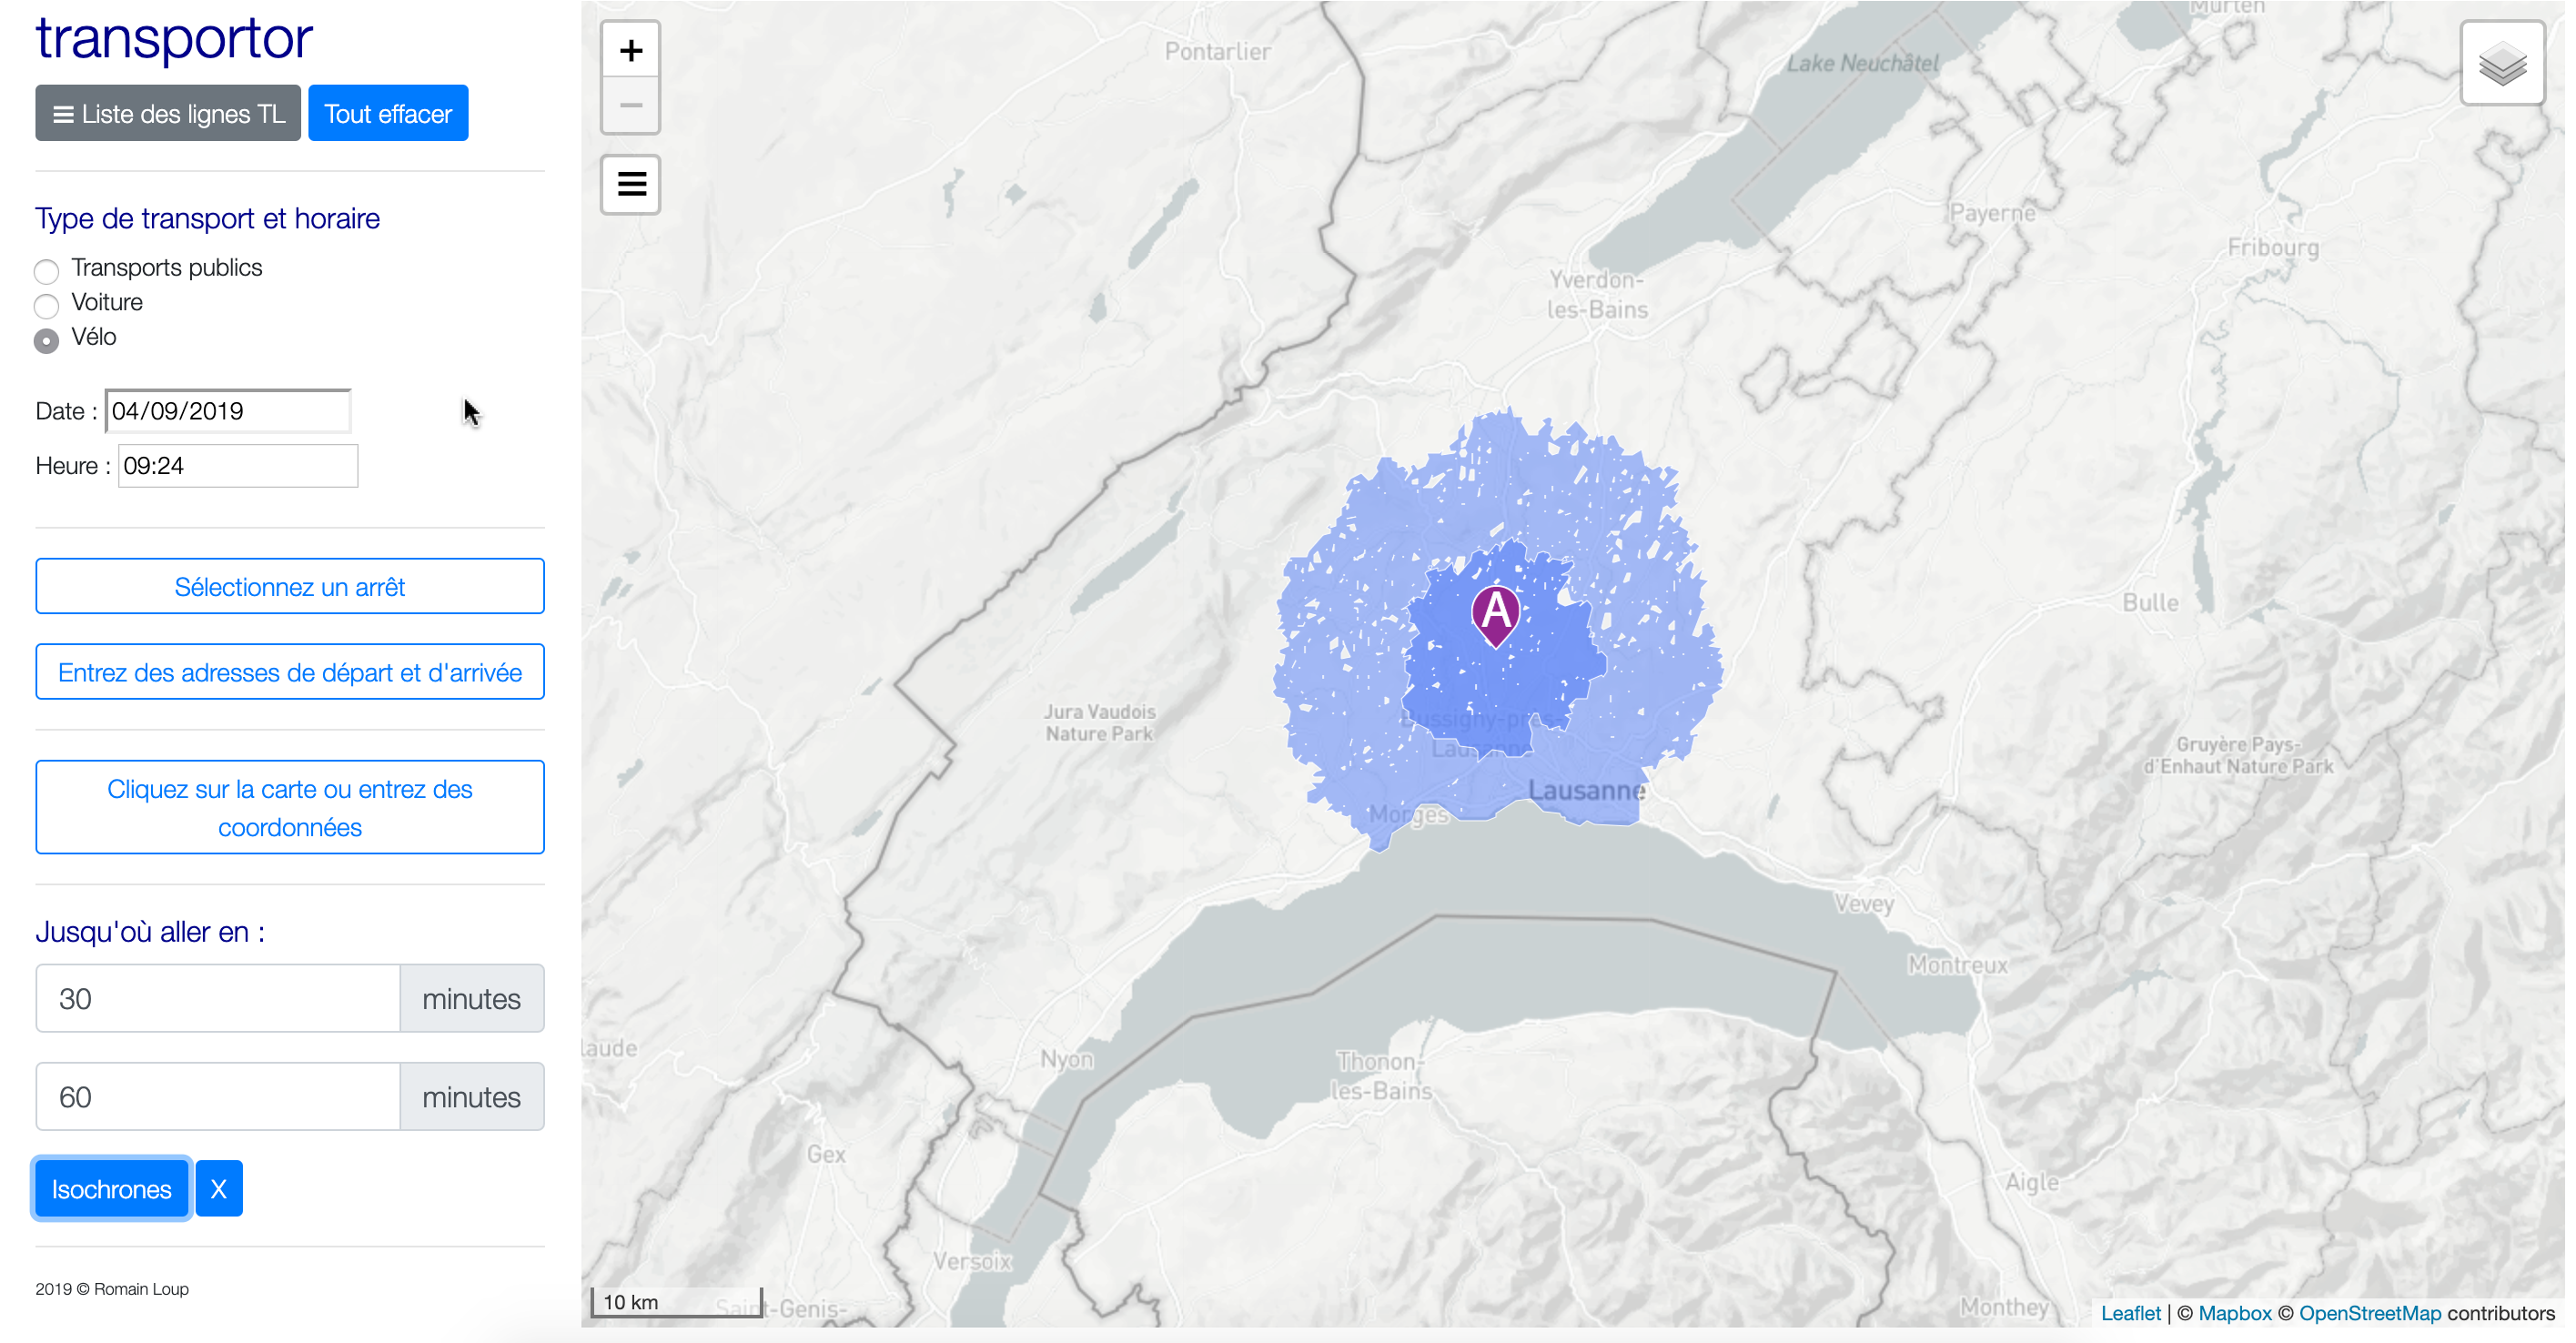 transportor
Liste des lignes TL
Tout effacer
Type de transport et horaire
Transports publics
Voiture
Vélo
Date : 04/09/2019
Heure : 09:24
Sélectionnez un arrêt
Entrez des adresses de départ et d'arrivée
Cliquez sur la carte ou entrez des
coordonnées
Jusqu'où aller en :
30 minutes
60 minutes
Isochrones X
2019 © Romain Loup
+
−
Murten
Pontarlier
Lake Neuchâtel
Payerne
Fribourg
Yverdon-
les-Bains
A
Bulle
Jura Vaudois
Nature Park
Bussigny-près-
Lausanne
Gruyère Pays-
d'Enhaut Nature Park
Lausanne
Morges
Vevey
Montreux
laude
Nyon
Thonon-
les-Bains
Gex
Aigle
Versoix
10 km
Saint-Genis-
Monthey
Leaflet | © Mapbox © OpenStreetMap contributors